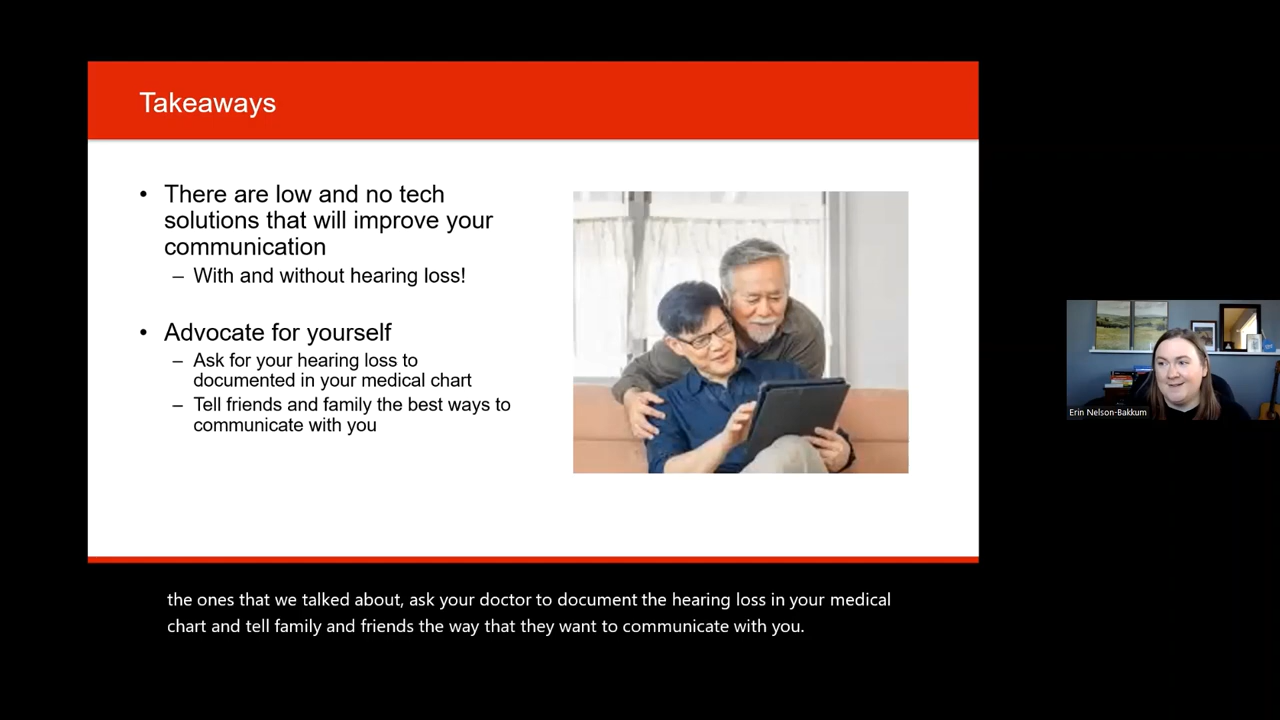 Takeaways
• There are low and no tech
solutions that will improve your
communication
– With and without hearing loss!
• Advocate for yourself
– Ask for your hearing loss to
documented in your medical chart
– Tell friends and family the best ways to
communicate with you
Erin Nelson-Bakkum
the ones that we talked about, ask your doctor to document the hearing loss in your medical
chart and tell family and friends the way that they want to communicate with you.